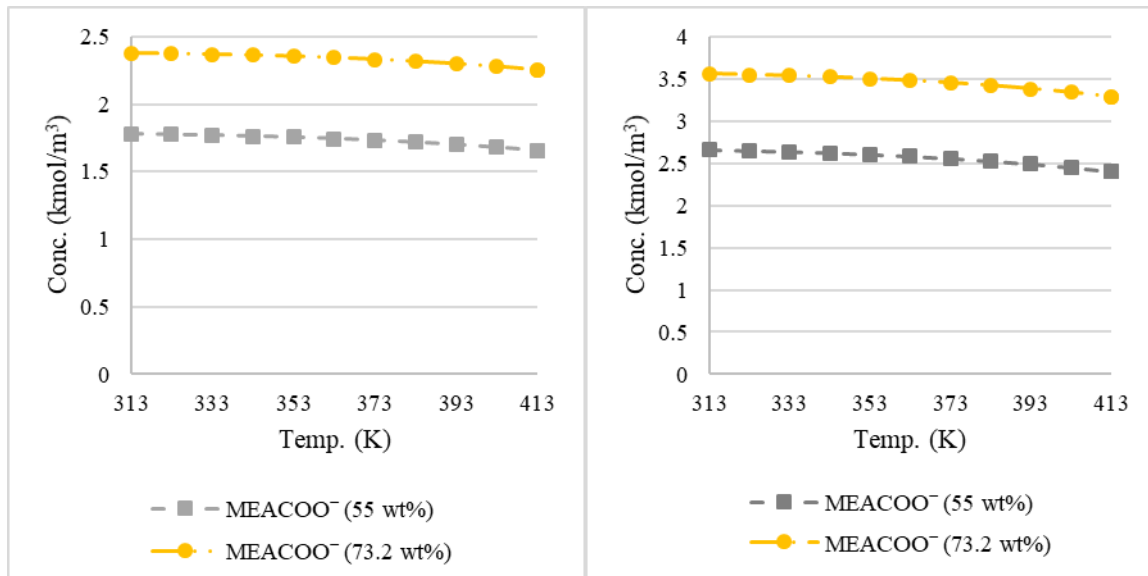 2.5
2
1.5
1
0.5
0
Conc. (kmol/m³)
313 333 353 373 393 413
Temp. (K)
MEACOO⁻ (55 wt%)
MEACOO⁻ (73.2 wt%)
4
3.5
3
2.5
2
1.5
1
0.5
0
Conc. (kmol/m³)
313 333 353 373 393 413
Temp. (K)
MEACOO⁻ (55 wt%)
MEACOO⁻ (73.2 wt%)